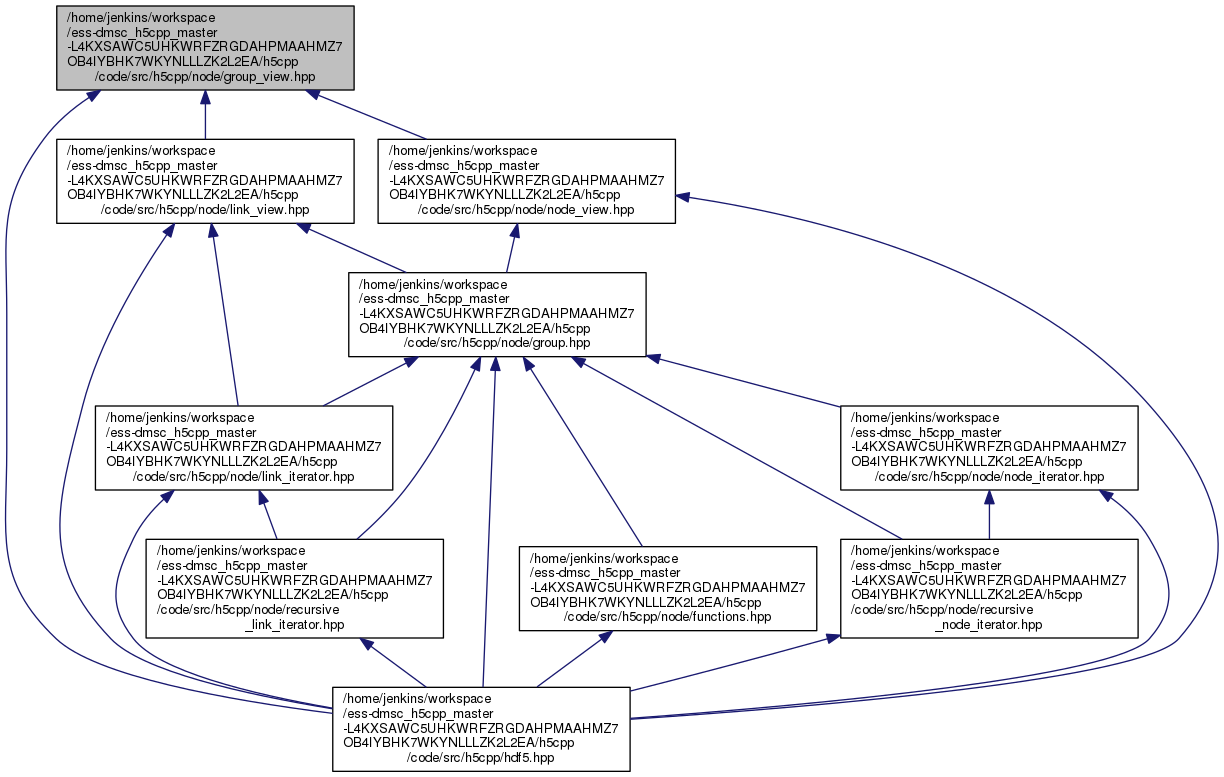 /home/jenkins/workspace
/ess-dmsc_h5cpp_master
-L4KXSAWC5UHKWRFZRGDAHPMAAHMZ7
OB4IYBHK7WKYNLLLZK2L2EA/h5cpp
/code/src/h5cpp/node/group_view.hpp
/home/jenkins/workspace
/ess-dmsc_h5cpp_master
-L4KXSAWC5UHKWRFZRGDAHPMAAHMZ7
OB4IYBHK7WKYNLLLZK2L2EA/h5cpp
/code/src/h5cpp/node/link_view.hpp
/home/jenkins/workspace
/ess-dmsc_h5cpp_master
-L4KXSAWC5UHKWRFZRGDAHPMAAHMZ7
OB4IYBHK7WKYNLLLZK2L2EA/h5cpp
/code/src/h5cpp/node/node_view.hpp
/home/jenkins/workspace
/ess-dmsc_h5cpp_master
-L4KXSAWC5UHKWRFZRGDAHPMAAHMZ7
OB4IYBHK7WKYNLLLZK2L2EA/h5cpp
/code/src/h5cpp/node/group.hpp
/home/jenkins/workspace
/ess-dmsc_h5cpp_master
-L4KXSAWC5UHKWRFZRGDAHPMAAHMZ7
OB4IYBHK7WKYNLLLZK2L2EA/h5cpp
/code/src/h5cpp/node/link_iterator.hpp
/home/jenkins/workspace
/ess-dmsc_h5cpp_master
-L4KXSAWC5UHKWRFZRGDAHPMAAHMZ7
OB4IYBHK7WKYNLLLZK2L2EA/h5cpp
/code/src/h5cpp/node/node_iterator.hpp
/home/jenkins/workspace
/ess-dmsc_h5cpp_master
-L4KXSAWC5UHKWRFZRGDAHPMAAHMZ7
OB4IYBHK7WKYNLLLZK2L2EA/h5cpp
/code/src/h5cpp/node/recursive
_link_iterator.hpp
/home/jenkins/workspace
/ess-dmsc_h5cpp_master
-L4KXSAWC5UHKWRFZRGDAHPMAAHMZ7
OB4IYBHK7WKYNLLLZK2L2EA/h5cpp
/code/src/h5cpp/node/functions.hpp
/home/jenkins/workspace
/ess-dmsc_h5cpp_master
-L4KXSAWC5UHKWRFZRGDAHPMAAHMZ7
OB4IYBHK7WKYNLLLZK2L2EA/h5cpp
/code/src/h5cpp/node/recursive
_node_iterator.hpp
/home/jenkins/workspace
/ess-dmsc_h5cpp_master
-L4KXSAWC5UHKWRFZRGDAHPMAAHMZ7
OB4IYBHK7WKYNLLLZK2L2EA/h5cpp
/code/src/h5cpp/hdf5.hpp